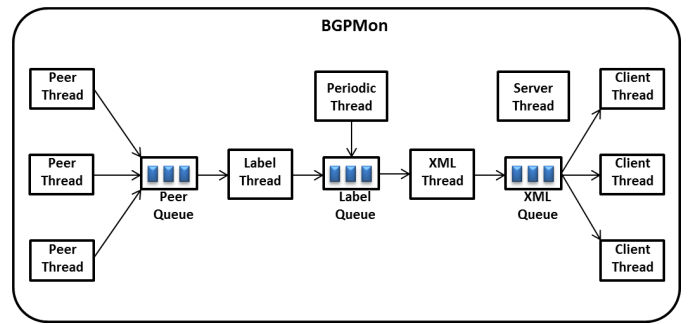 BGPMon
Peer
Thread
Periodic
Thread
Server
Thread
Client
Thread
Peer
Thread
Peer
Queue
Label
Thread
Label
Queue
XML
Thread
XML
Queue
Client
Thread
Peer
Thread
Client
Thread